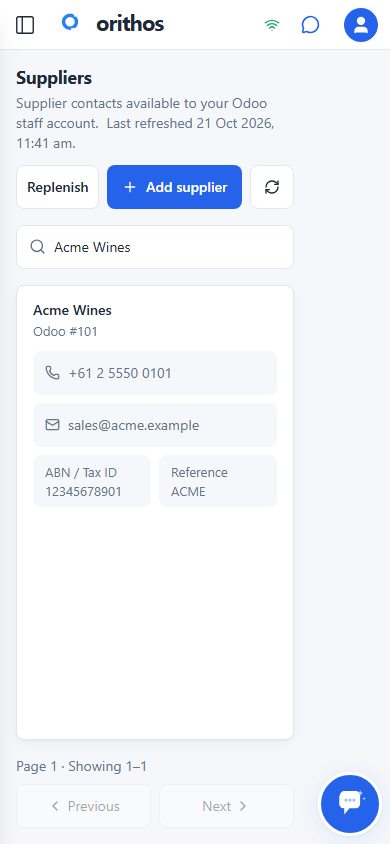 orithos
Suppliers
Supplier contacts available to your Odoo
staff account.  Last refreshed 21 Oct 2026,
11:41 am.
Replenish
Add supplier
Acme Wines
Acme Wines
Odoo #101
+61 2 5550 0101
sales@acme.example
ABN / Tax ID
12345678901
Reference
ACME
Page 1 · Showing 1–1
Previous
Next